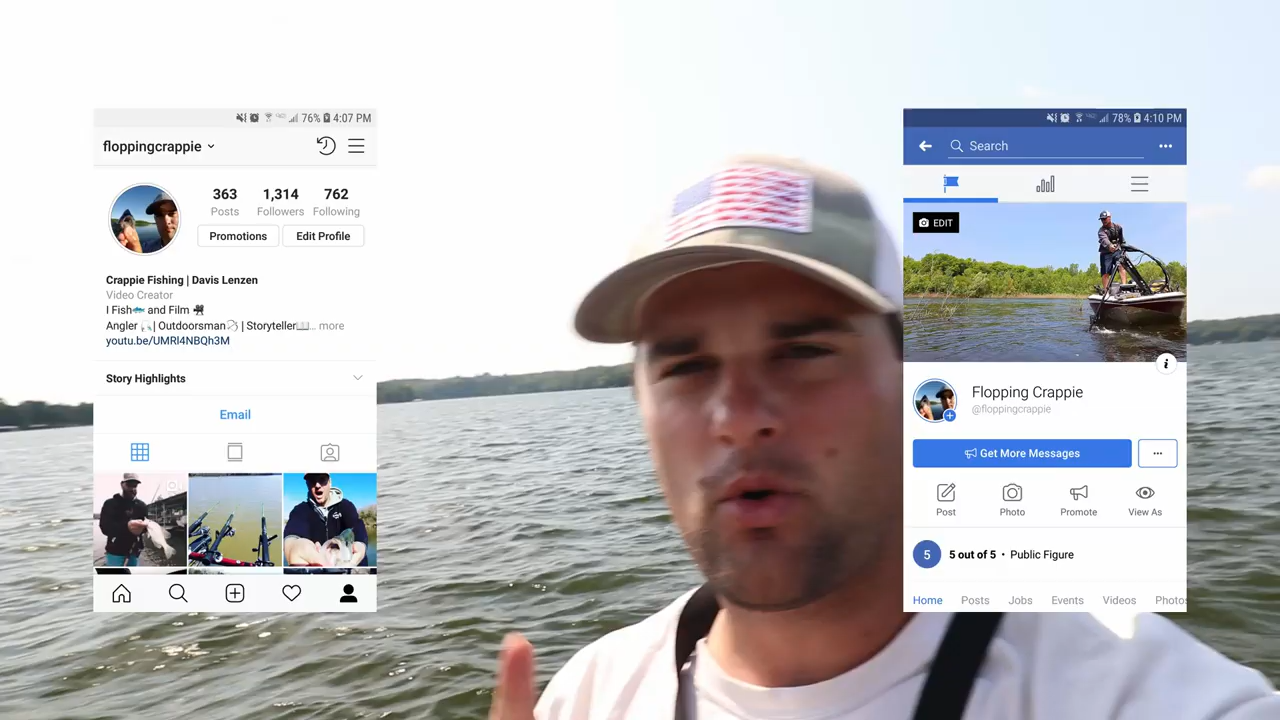 76% 4:07 PM
floppingcrappie
363 1,314 762
Posts Followers Following
Promotions Edit Profile
Crappie Fishing | Davis Lenzen
Video Creator
I Fish and Film
Angler | Outdoorsman | Storyteller ... more
youtu.be/UMRl4NBQh3M
Story Highlights
Email
78% 4:10 PM
Search
EDIT
i
Flopping Crappie
@floppingcrappie
Get More Messages
Post Photo Promote View As
5 5 out of 5 • Public Figure
Home Posts Jobs Events Videos Photos